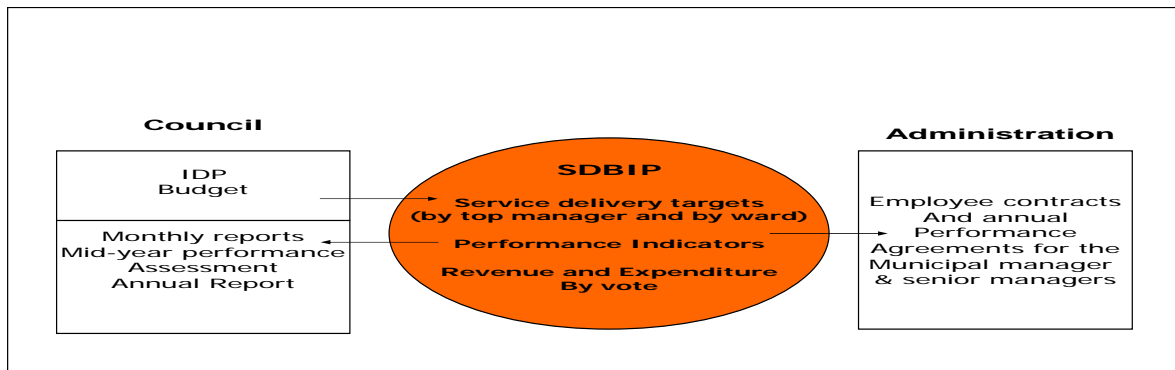 Council
IDP
Budget
Monthly reports
Mid-year performance
Assessment
Annual Report
SDBIP
Service delivery targets
(by top manager and by ward)
Performance Indicators
Revenue and Expenditure
By vote
Administration
Employee contracts
And annual
Performance
Agreements for the
Municipal manager
& senior managers